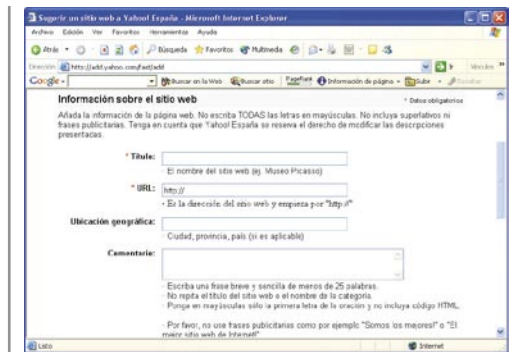 Sugerir un sitio web a Yahoo! España - Microsoft Internet Explorer
Archivo Edición Ver Favoritos Herramientas Ayuda
Atrás Búsqueda Favoritos Multimedia
Dirección http://add.yahoo.com/fast/add Ir Vínculos
Google Buscar en la Web Buscar sitio PageRank Información de página Subir
Información sobre el sitio web
* Datos obligatorios
Añada la información de la página web. No escriba TODAS las letras en mayúsculas. No incluya superlativos ni
frases publicitarias. Tenga en cuenta que Yahoo! España se reserva el derecho de modificar las descripciones
presentadas.
* Título:
- El nombre del sitio web (ej. Museo Picasso)
* URL: http://
• Es la dirección del sitio web y empieza por "http://"
Ubicación geográfica:
- Ciudad, provincia, país (si es aplicable)
Comentario:
- Escriba una frase breve y sencilla de menos de 25 palabras.
- No repita el título del sitio web o el nombre de la categoría.
- Ponga en mayúsculas sólo la primera letra de la oración y no incluya código HTML.
- Por favor, no use frases publicitarias como por ejemplo "Somos los mejores!" o "El
mejor sitio web de Internet!"
Listo Internet